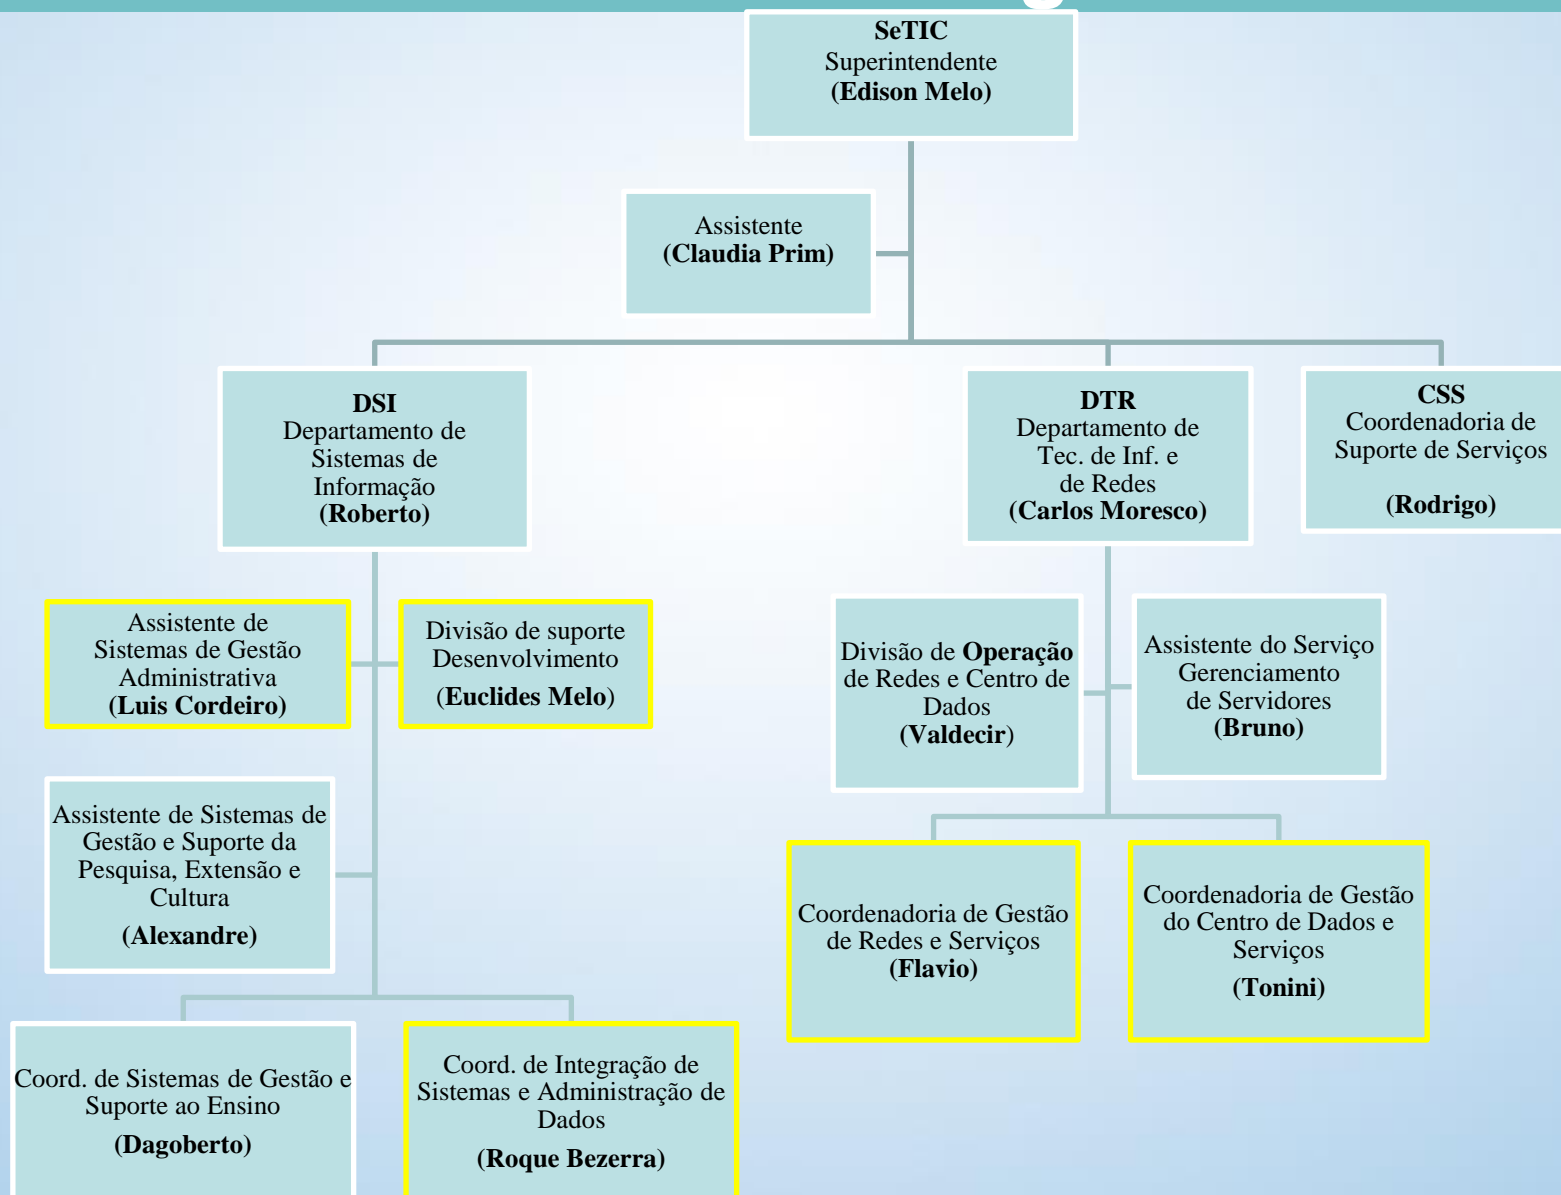 SeTIC
Superintendente
(Edison Melo)
Assistente
(Claudia Prim)
DSI
Departamento de
Sistemas de
Informação
(Roberto)
DTR
Departamento de
Tec. de Inf. e
de Redes
(Carlos Moresco)
CSS
Coordenadoria de
Suporte de Serviços
(Rodrigo)
Assistente de
Sistemas de Gestão
Administrativa
(Luis Cordeiro)
Divisão de suporte
Desenvolvimento
(Euclides Melo)
Divisão de Operação
de Redes e Centro de
Dados
(Valdecir)
Assistente do Serviço
Gerenciamento
de Servidores
(Bruno)
Assistente de Sistemas de
Gestão e Suporte da
Pesquisa, Extensão e
Cultura
(Alexandre)
Coordenadoria de Gestão
de Redes e Serviços
(Flavio)
Coordenadoria de Gestão
do Centro de Dados e
Serviços
(Tonini)
Coord. de Sistemas de Gestão e
Suporte ao Ensino
(Dagoberto)
Coord. de Integração de
Sistemas e Administração de
Dados
(Roque Bezerra)